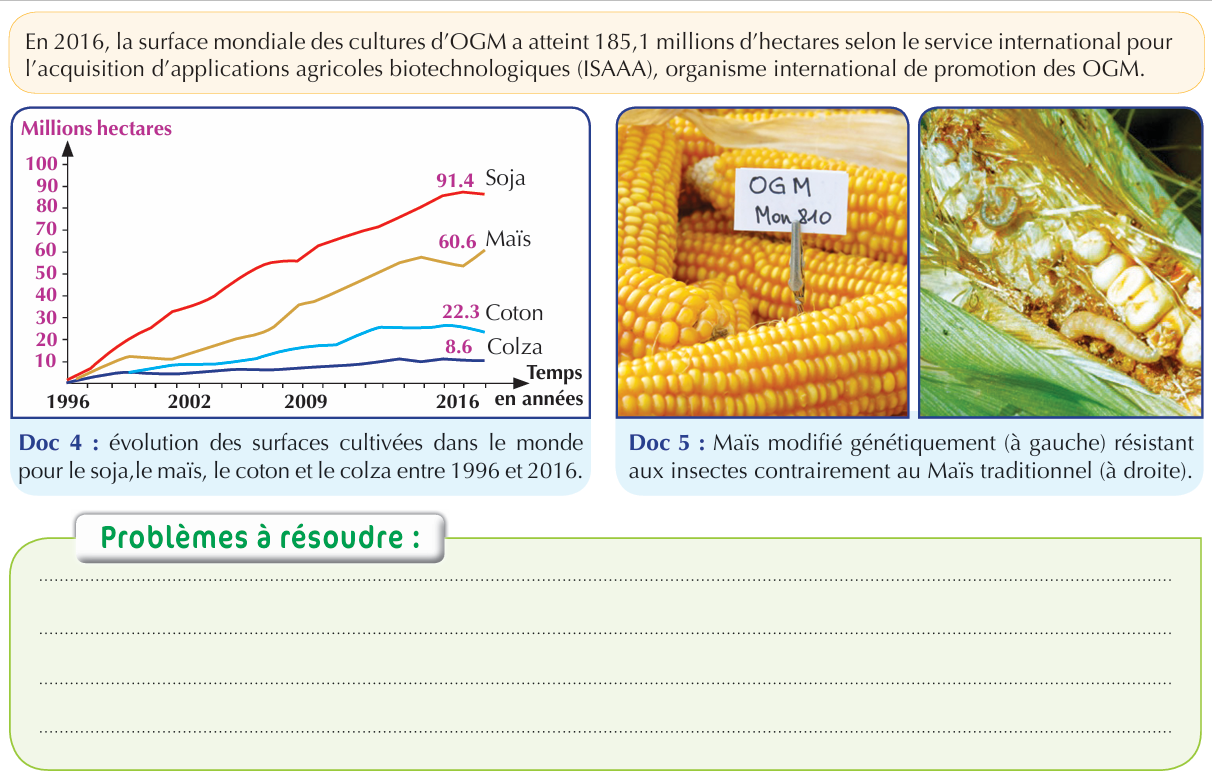 En 2016, la surface mondiale des cultures d’OGM a atteint 185,1 millions d’hectares selon le service international pour
l’acquisition d’applications agricoles biotechnologiques (ISAAA), organisme international de promotion des OGM.
Millions hectares
100
90
80
70
60
50
40
30
20
10
91.4 Soja
60.6 Maïs
22.3 Coton
8.6 Colza
Temps
en années
1996 2002 2009 2016
Doc 4 : évolution des surfaces cultivées dans le monde
pour le soja,le maïs, le coton et le colza entre 1996 et 2016.
OGM
Mon 810
Doc 5 : Maïs modifié génétiquement (à gauche) résistant
aux insectes contrairement au Maïs traditionnel (à droite).
Problèmes à résoudre :